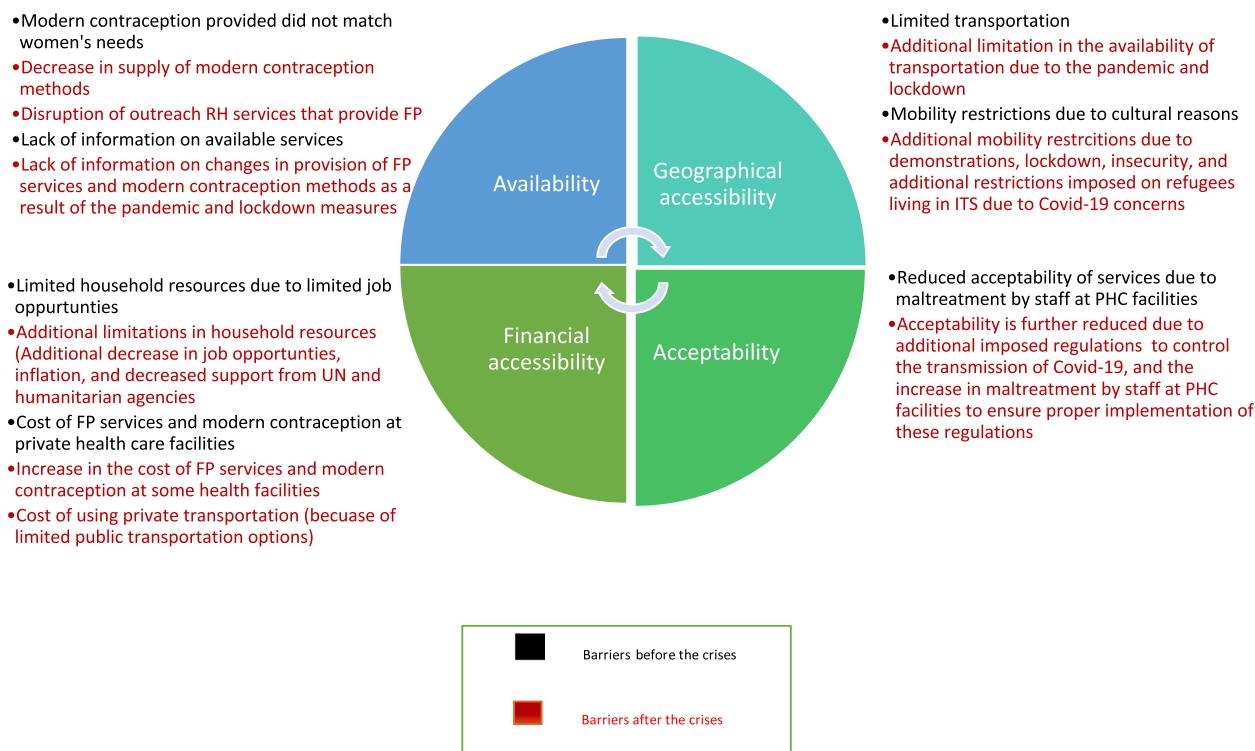 •Modern contraception provided did not match
women's needs
•Decrease in supply of modern contraception
methods
•Disruption of outreach RH services that provide FP
•Lack of information on available services
•Lack of information on changes in provision of FP
services and modern contraception methods as a
result of the pandemic and lockdown measures
•Limited transportation
•Additional limitation in the availability of
transportation due to the pandemic and
lockdown
•Mobility restrictions due to cultural reasons
•Additional mobility restrcitions due to
demonstrations, lockdown, insecurity, and
additional restrictions imposed on refugees
living in ITS due to Covid-19 concerns
Availability
Geographical
accessibility
Financial
accessibility
Acceptability
•Limited household resources due to limited job
oppurtunties
•Additional limitations in household resources
(Additional decrease in job opportunties,
inflation, and decreased support from UN and
humanitarian agencies
•Cost of FP services and modern contraception at
private health care facilities
•Increase in the cost of FP services and modern
contraception at some health facilities
•Cost of using private transportation (becuase of
limited public transportation options)
•Reduced acceptability of services due to
maltreatment by staff at PHC facilities
•Acceptability is further reduced due to
additional imposed regulations to control
the transmission of Covid-19, and the
increase in maltreatment by staff at PHC
facilities to ensure proper implementation of
these regulations
Barriers before the crises
Barriers after the crises